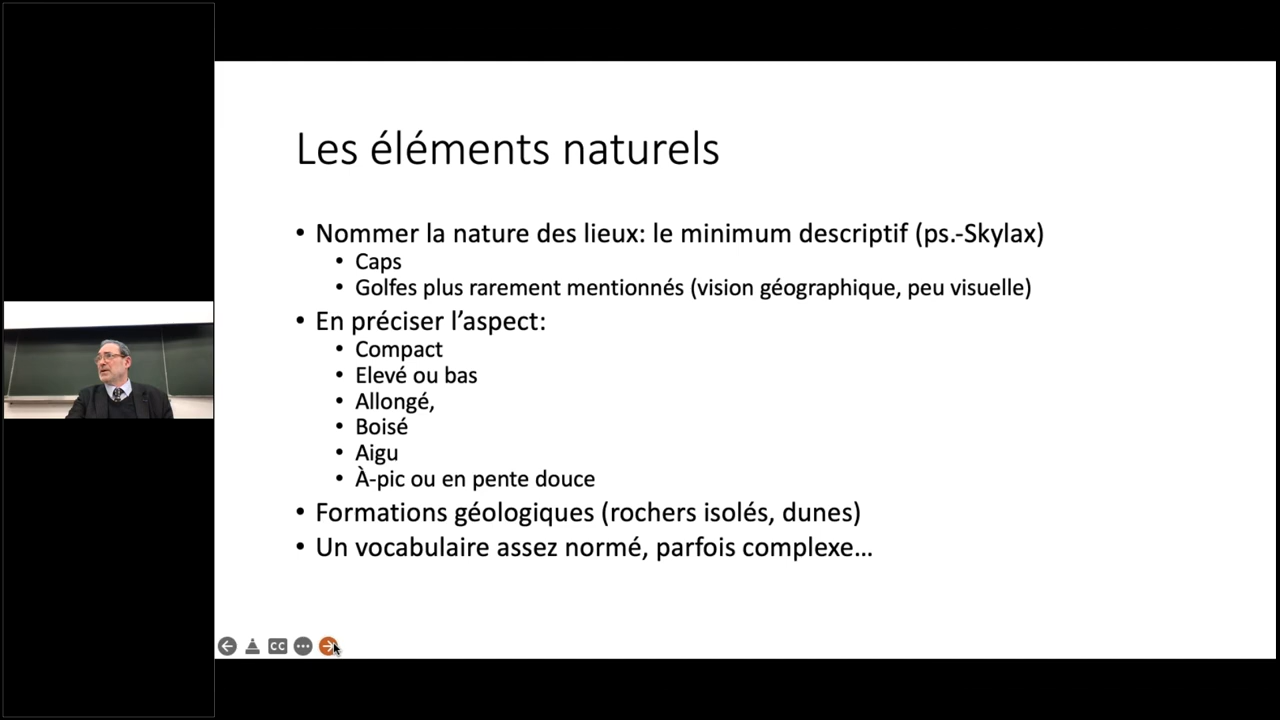 Les éléments naturels
• Nommer la nature des lieux: le minimum descriptif (ps.-Skylax)
• Caps
• Golfes plus rarement mentionnés (vision géographique, peu visuelle)
• En préciser l’aspect:
• Compact
• Elevé ou bas
• Allongé,
• Boisé
• Aigu
• À-pic ou en pente douce
• Formations géologiques (rochers isolés, dunes)
• Un vocabulaire assez normé, parfois complexe…
CC